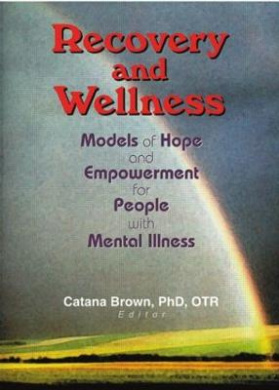 Recovery
and
Wellness
Models of Hope
and
Empowerment
for
People
with
Mental Illness
Catana Brown, PhD, OTR
Editor